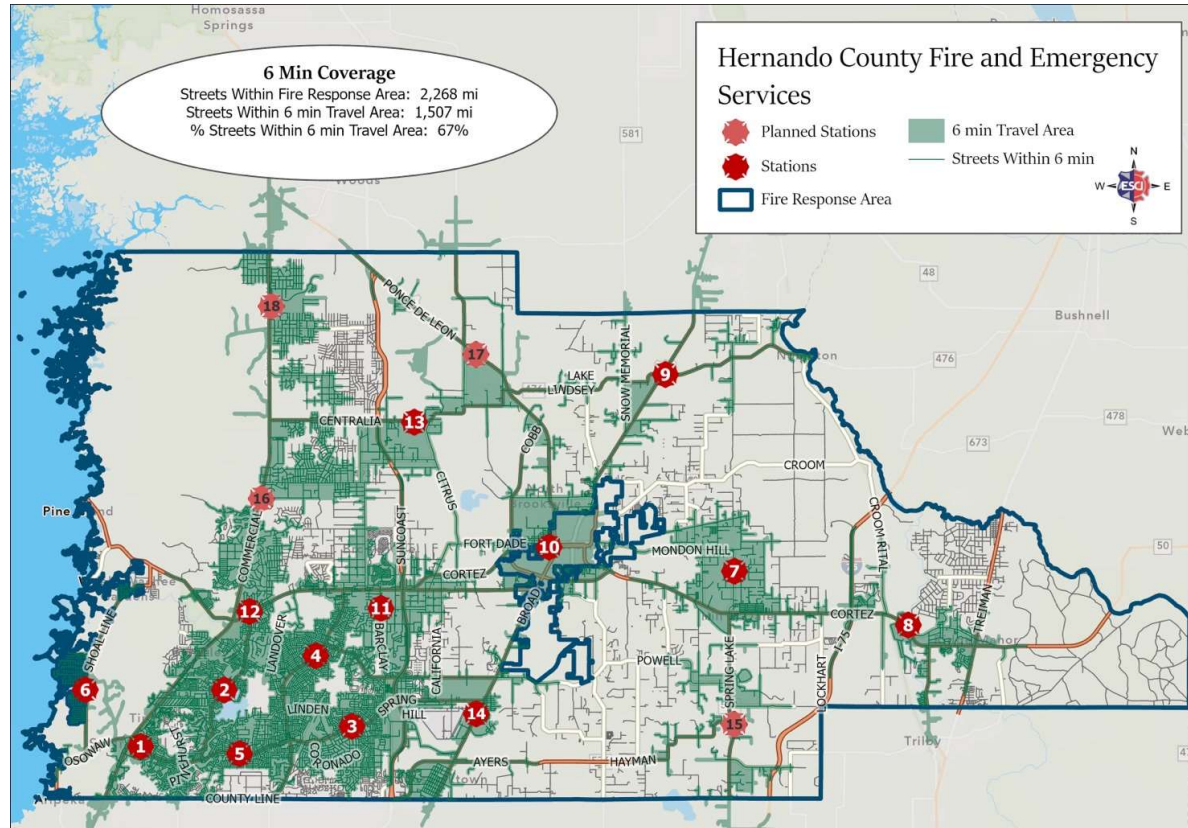 Homosassa
Springs
6 Min Coverage
Streets Within Fire Response Area: 2,268 mi
Streets Within 6 min Travel Area: 1,507 mi
% Streets Within 6 min Travel Area: 67%
Woods
581
Hernando County Fire and Emergency
Services
Planned Stations
6 min Travel Area
Stations
Streets Within 6 min
Fire Response Area
N
W
E
S
ESCI
48
Bushnell
476
478
673
50
PONCE DE LEON
18
17
LAKE
LINDSEY
SNOW MEMORIAL
9
CENTRALIA
13
COBB
CITRUS
CROOM
CROOM RITAL
16
Pine Island
COMMERCIAL
SUNCOAST
FORT DADE
10
MONDON HILL
7
CORTEZ
BROAD
12
11
SHOAL LINE
LANDOVER
BARCLAY
CALIFORNIA
4
CORTEZ
8
TREIMAN
I-75
6
2
LINDEN
SPRING
HILL
14
POWELL
SPRING LAKE
LOCKHART
15
Trilby
OSOWAW
1
PINEHURST
5
3
CORONADO
AYERS
HAYMAN
COUNTY LINE
Aripeka